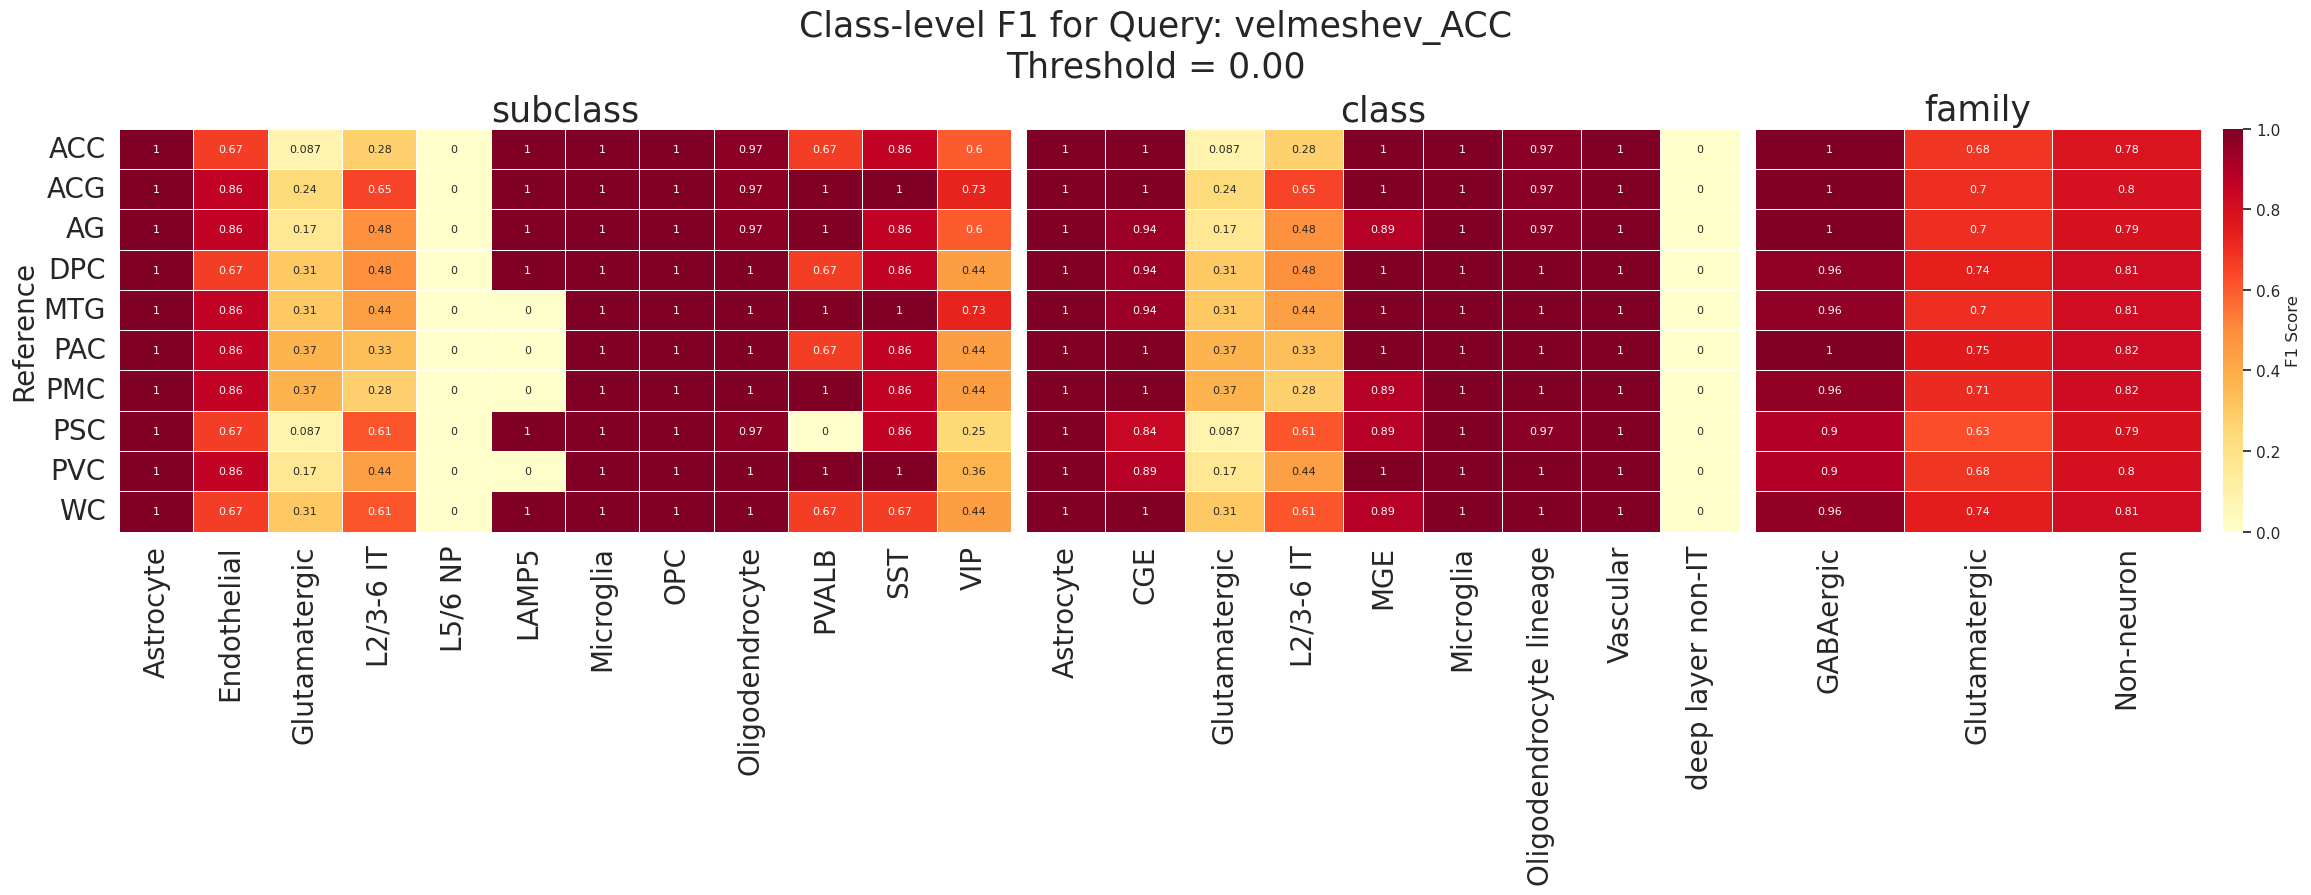 Class-level F1 for Query: velmeshev_ACC
Threshold = 0.00
subclass
class
family
Reference
ACC 1 0.67 0.087 0.28 0 1 1 1 0.97 0.67 0.86 0.6 1 1 0.087 0.28 1 1 0.97 1 0 1 0.68 0.78
ACG 1 0.86 0.24 0.65 0 1 1 1 0.97 1 1 0.73 1 1 0.24 0.65 1 1 0.97 1 0 1 0.7 0.8
AG 1 0.86 0.17 0.48 0 1 1 1 0.97 1 0.86 0.6 1 0.94 0.17 0.48 0.89 1 0.97 1 0 1 0.7 0.79
DPC 1 0.67 0.31 0.48 0 1 1 1 1 0.67 0.86 0.44 1 0.94 0.31 0.48 1 1 1 1 0 0.96 0.74 0.81
MTG 1 0.86 0.31 0.44 0 0 1 1 1 1 1 0.73 1 0.94 0.31 0.44 1 1 1 1 0 0.96 0.7 0.81
PAC 1 0.86 0.37 0.33 0 0 1 1 1 0.67 0.86 0.44 1 1 0.37 0.33 1 1 1 1 0 1 0.75 0.82
PMC 1 0.86 0.37 0.28 0 0 1 1 1 1 0.86 0.44 1 1 0.37 0.28 0.89 1 1 1 0 0.96 0.71 0.82
PSC 1 0.67 0.087 0.61 0 1 1 1 0.97 0 0.86 0.25 1 0.84 0.087 0.61 0.89 1 0.97 1 0 0.9 0.63 0.79
PVC 1 0.86 0.17 0.44 0 0 1 1 1 1 1 0.36 1 0.89 0.17 0.44 1 1 1 1 0 0.9 0.68 0.8
WC 1 0.67 0.31 0.61 0 1 1 1 1 0.67 0.67 0.44 1 1 0.31 0.61 0.89 1 1 1 0 0.96 0.74 0.81
Astrocyte
Endothelial
Glutamatergic
L2/3-6 IT
L5/6 NP
LAMP5
Microglia
OPC
Oligodendrocyte
PVALB
SST
VIP
Astrocyte
CGE
Glutamatergic
L2/3-6 IT
MGE
Microglia
Oligodendrocyte lineage
Vascular
deep layer non-IT
GABAergic
Glutamatergic
Non-neuron
1.0
0.8
0.6
0.4
0.2
0.0
F1 Score